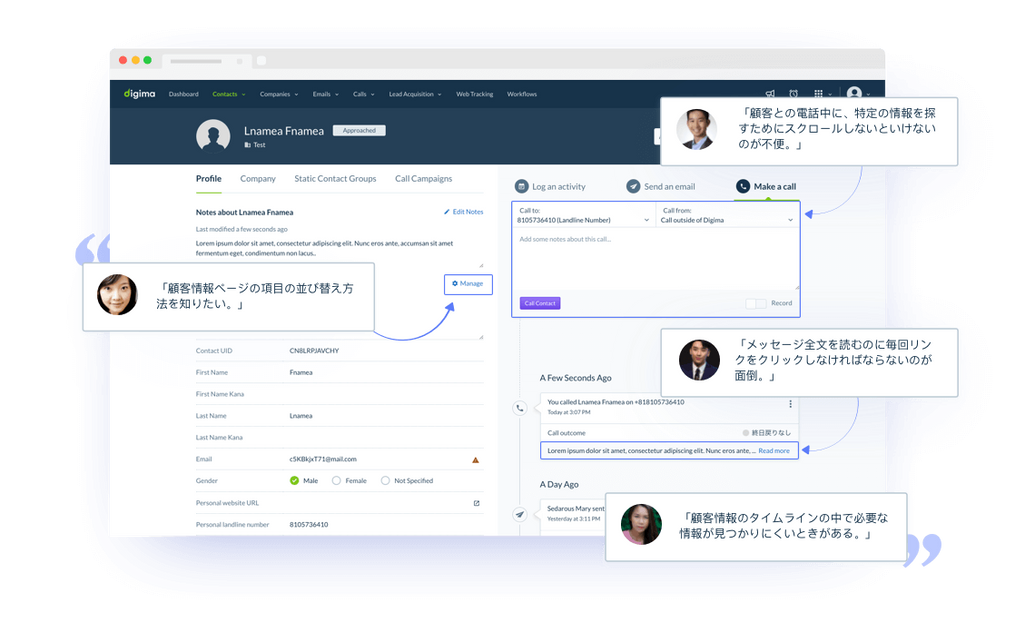 digima
Dashboard
Contacts
Companies
Emails
Calls
Lead Acquisition
Web Tracking
Workflows
Lnamea Fnamea
Approached
Test
「顧客との電話中に、特定の情報を探
すためにスクロールしないといけない
のが不便。」
Profile
Company
Static Contact Groups
Call Campaigns
Notes about Lnamea Fnamea
Edit Notes
Last modified a few seconds ago
Lorem ipsum dolor sit amet, consectetur adipiscing elit. Nunc eros ante, accumsan sit amet
fermentum eget, condimentum non lacus..
Manage
「顧客情報ページの項目の並び替え方
法を知りたい。」
Contact UID
CN8LRPJAVCHY
First Name
Fnamea
First Name Kana
Last Name
Lnamea
Last Name Kana
Email
c5KBkjxT71@mail.com
Gender
Male
Female
Not Specified
Personal website URL
Personal landline number
8105736410
Log an activity
Send an email
Make a call
Call to:
8105736410 (Landline Number)
Call from:
Call outside of Digima
Add some notes about this call...
Call Contact
Record
「メッセージ全文を読むのに毎回リン
クをクリックしなければならないのが
面倒。」
A Few Seconds Ago
You called Lnamea Fnamea on +818105736410
Today at 3:07 PM
Call outcome
終日戻りなし
Lorem ipsum dolor sit amet, consectetur adipiscing elit. Nunc eros ante, ... Read more
A Day Ago
Sedarous Mary sent
Yesterday at 3:11 PM
「顧客情報のタイムラインの中で必要な
情報が見つかりにくいときがある。」